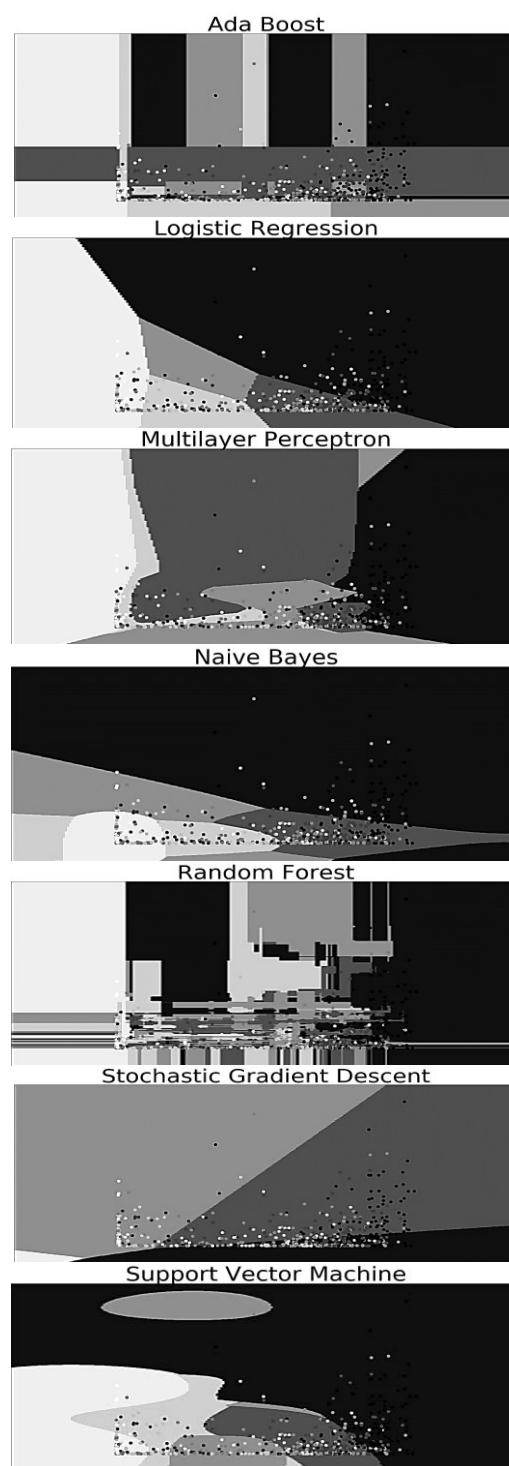 Ada Boost
Logistic Regression
Multilayer Perceptron
Naive Bayes
Random Forest
Stochastic Gradient Descent
Support Vector Machine